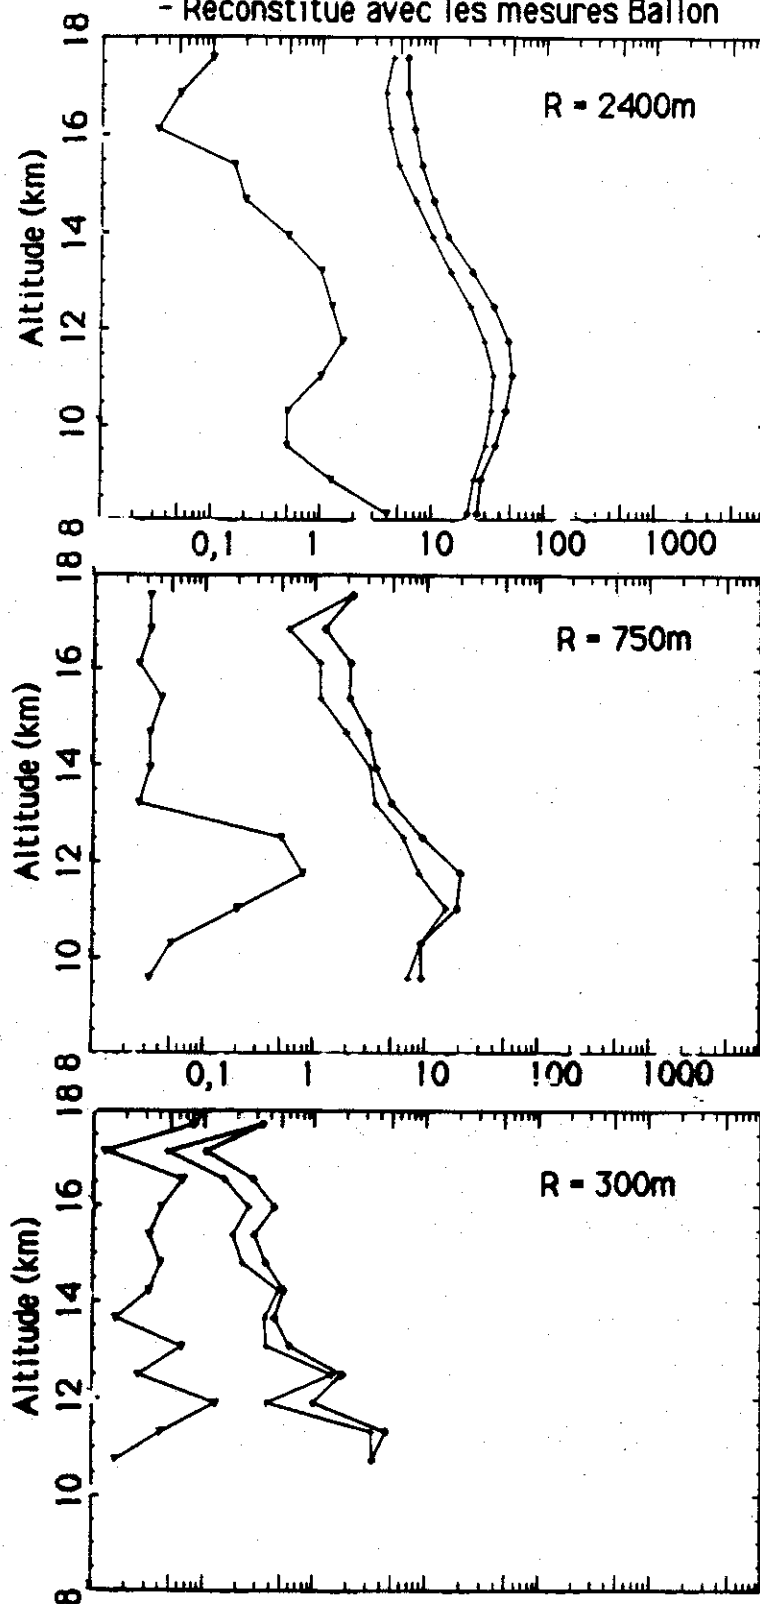 - Reconstitué avec les mesures Ballon
18
R = 2400m
16
Altitude (km)
14
12
10
8
0,1 1 10 100 1000
18
R = 750m
16
Altitude (km)
14
12
10
8
0,1 1 10 100 1000
18
R = 300m
16
Altitude (km)
14
12
10
8